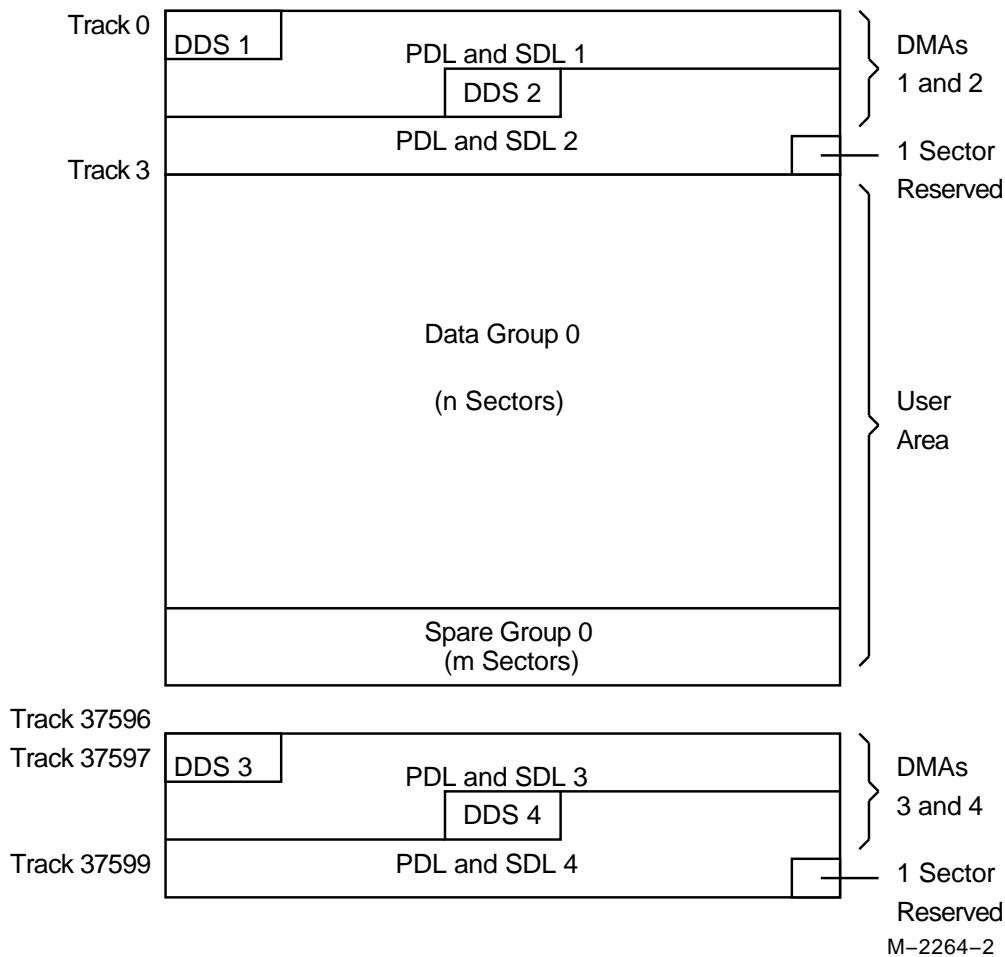 Track 0
DDS 1
PDL and SDL 1
DMAs
1 and 2
DDS 2
PDL and SDL 2
1 Sector
Reserved
Track 3
Data Group 0
(n Sectors)
User
Area
Spare Group 0
(m Sectors)
Track 37596
Track 37597
DDS 3
PDL and SDL 3
DMAs
3 and 4
DDS 4
Track 37599
PDL and SDL 4
1 Sector
Reserved
M−2264−2